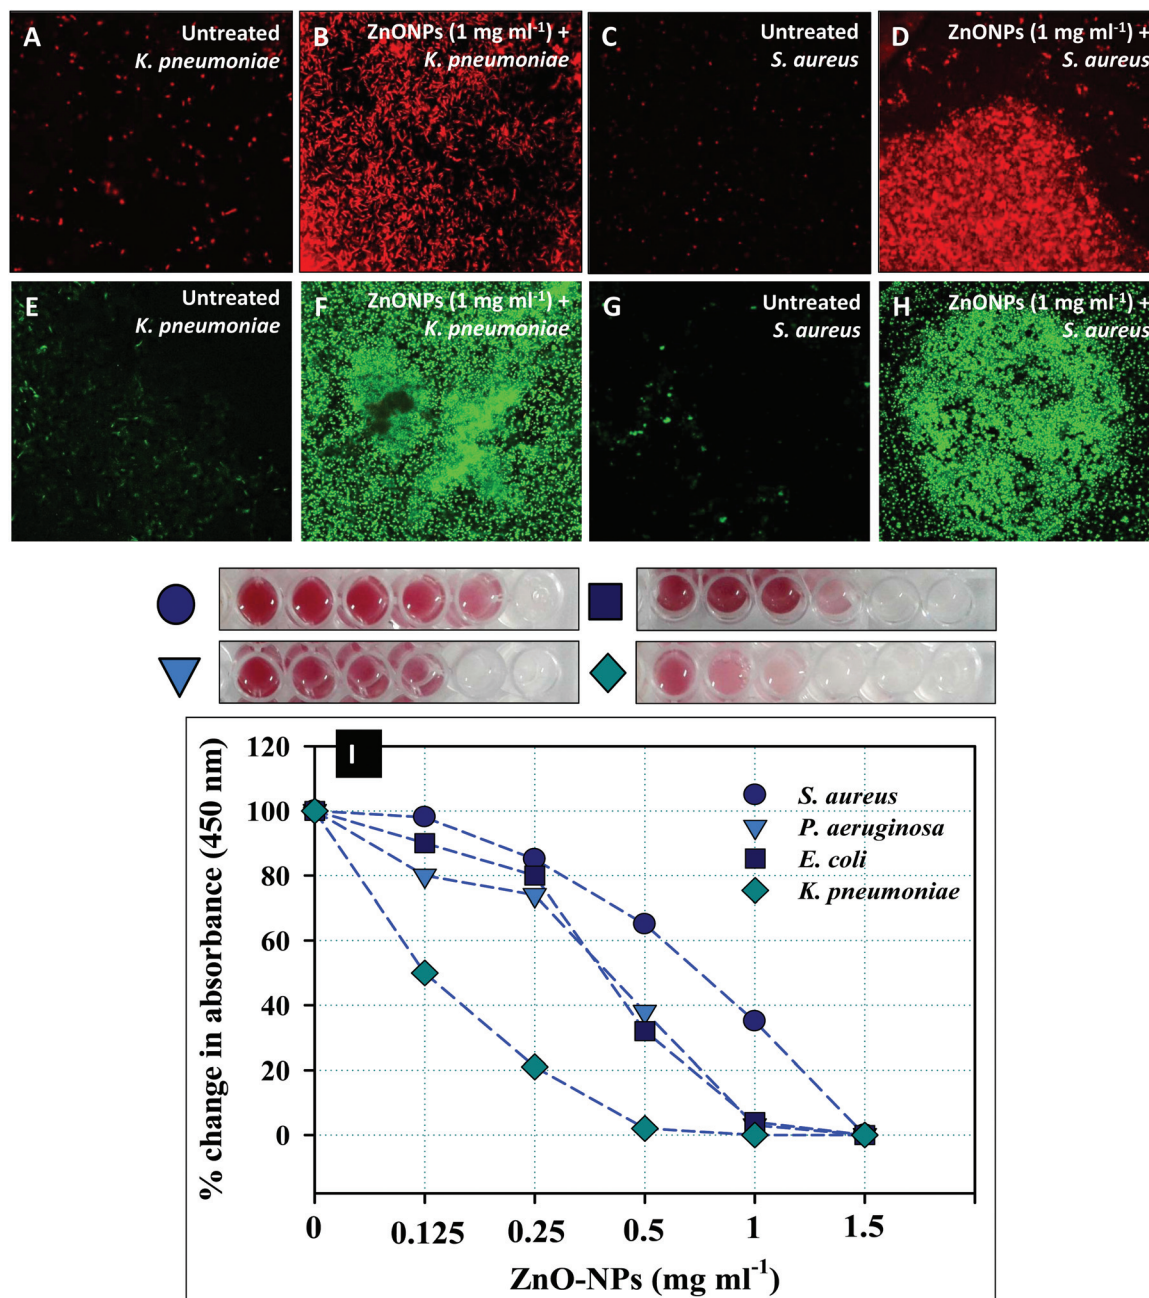 A
Untreated
K. pneumoniae
B
ZnONPs (1 mg ml⁻¹) +
K. pneumoniae
C
Untreated
S. aureus
D
ZnONPs (1 mg ml⁻¹) +
S. aureus
E
Untreated
K. pneumoniae
F
ZnONPs (1 mg ml⁻¹) +
K. pneumoniae
G
Untreated
S. aureus
H
ZnONPs (1 mg ml⁻¹) +
S. aureus
I
% change in absorbance (450 nm)
120
100
80
60
40
20
0
S. aureus
P. aeruginosa
E. coli
K. pneumoniae
0 0.125 0.25 0.5 1 1.5
ZnO-NPs (mg ml⁻¹)